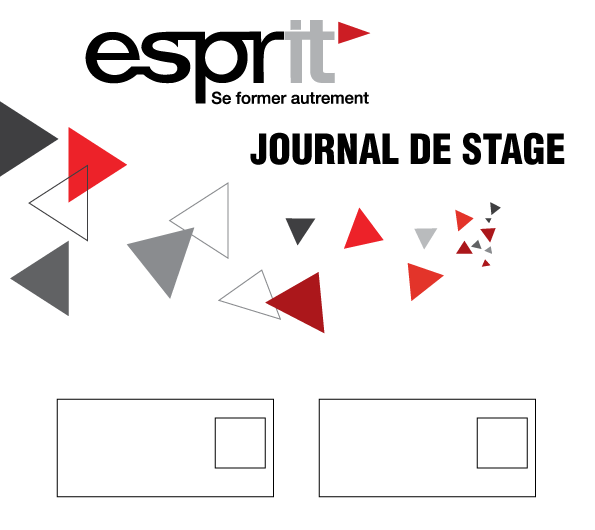 esprit
Se former autrement
JOURNAL DE STAGE